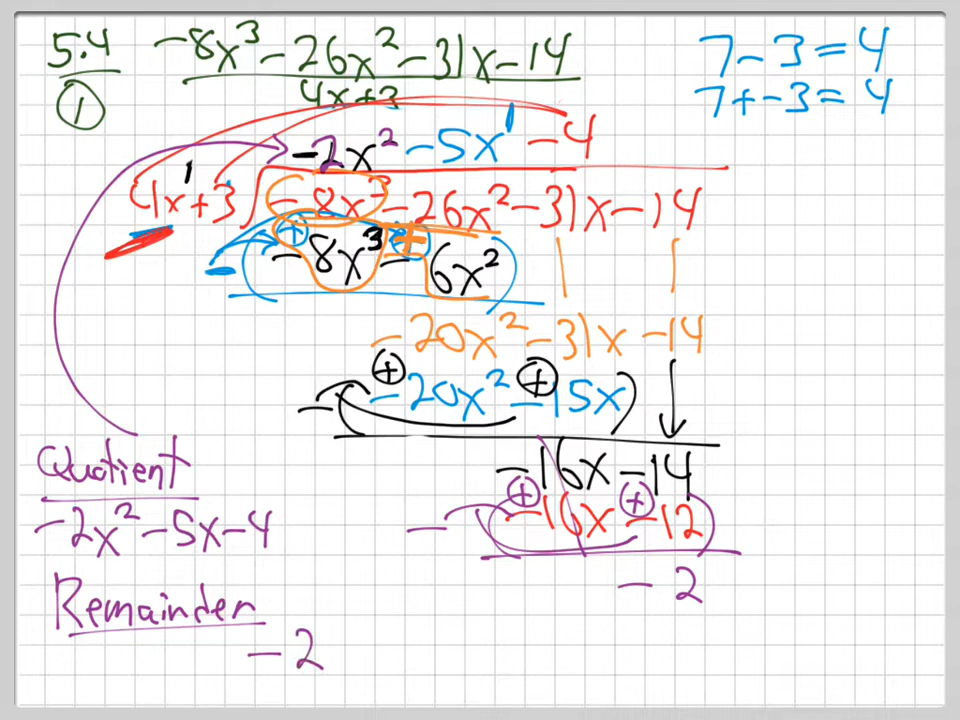 5.4 -8x³ - 26x² - 31x - 14
4x+3
①
7 - 3 = 4
7 + -3 = 4
-2x² - 5x¹ - 4
4x¹+3 -8x³ - 26x² - 31x - 14
- (+ -8x³ + - 6x²)
-20x² - 31x - 14
- (+ -20x² + -15x)
-16x - 14
- (+ -16x + -12)
-2
Quotient
-2x² - 5x - 4
Remainder
-2